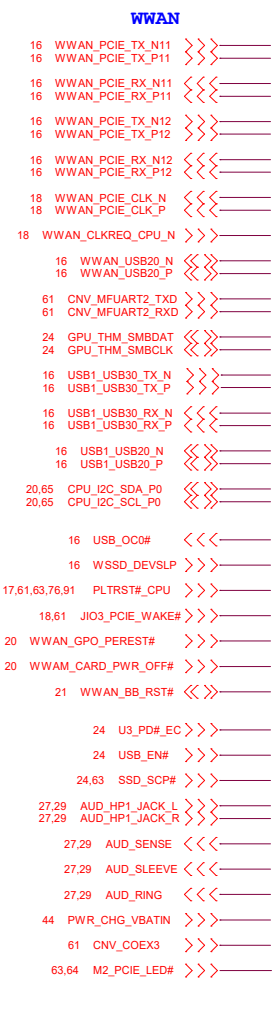 WWAN
16 WWAN_PCIE_TX_N11
16 WWAN_PCIE_TX_P11
16 WWAN_PCIE_RX_N11
16 WWAN_PCIE_RX_P11
16 WWAN_PCIE_TX_N12
16 WWAN_PCIE_TX_P12
16 WWAN_PCIE_RX_N12
16 WWAN_PCIE_RX_P12
18 WWAN_PCIE_CLK_N
18 WWAN_PCIE_CLK_P
18 WWAN_CLKREQ_CPU_N
16 WWAN_USB20_N
16 WWAN_USB20_P
61 CNV_MFUART2_TXD
61 CNV_MFUART2_RXD
24 GPU_THM_SMBDAT
24 GPU_THM_SMBCLK
16 USB1_USB30_TX_N
16 USB1_USB30_TX_P
16 USB1_USB30_RX_N
16 USB1_USB30_RX_P
16 USB1_USB20_N
16 USB1_USB20_P
20,65 CPU_I2C_SDA_P0
20,65 CPU_I2C_SCL_P0
16 USB_OC0#
16 WSSD_DEVSLP
17,61,63,76,91 PLTRST#_CPU
18,61 JIO3_PCIE_WAKE#
20 WWAN_GPO_PEREST#
20 WWAM_CARD_PWR_OFF#
21 WWAN_BB_RST#
24 U3_PD#_EC
24 USB_EN#
24,63 SSD_SCP#
27,29 AUD_HP1_JACK_L
27,29 AUD_HP1_JACK_R
27,29 AUD_SENSE
27,29 AUD_SLEEVE
27,29 AUD_RING
44 PWR_CHG_VBATIN
61 CNV_COEX3
63,64 M2_PCIE_LED#